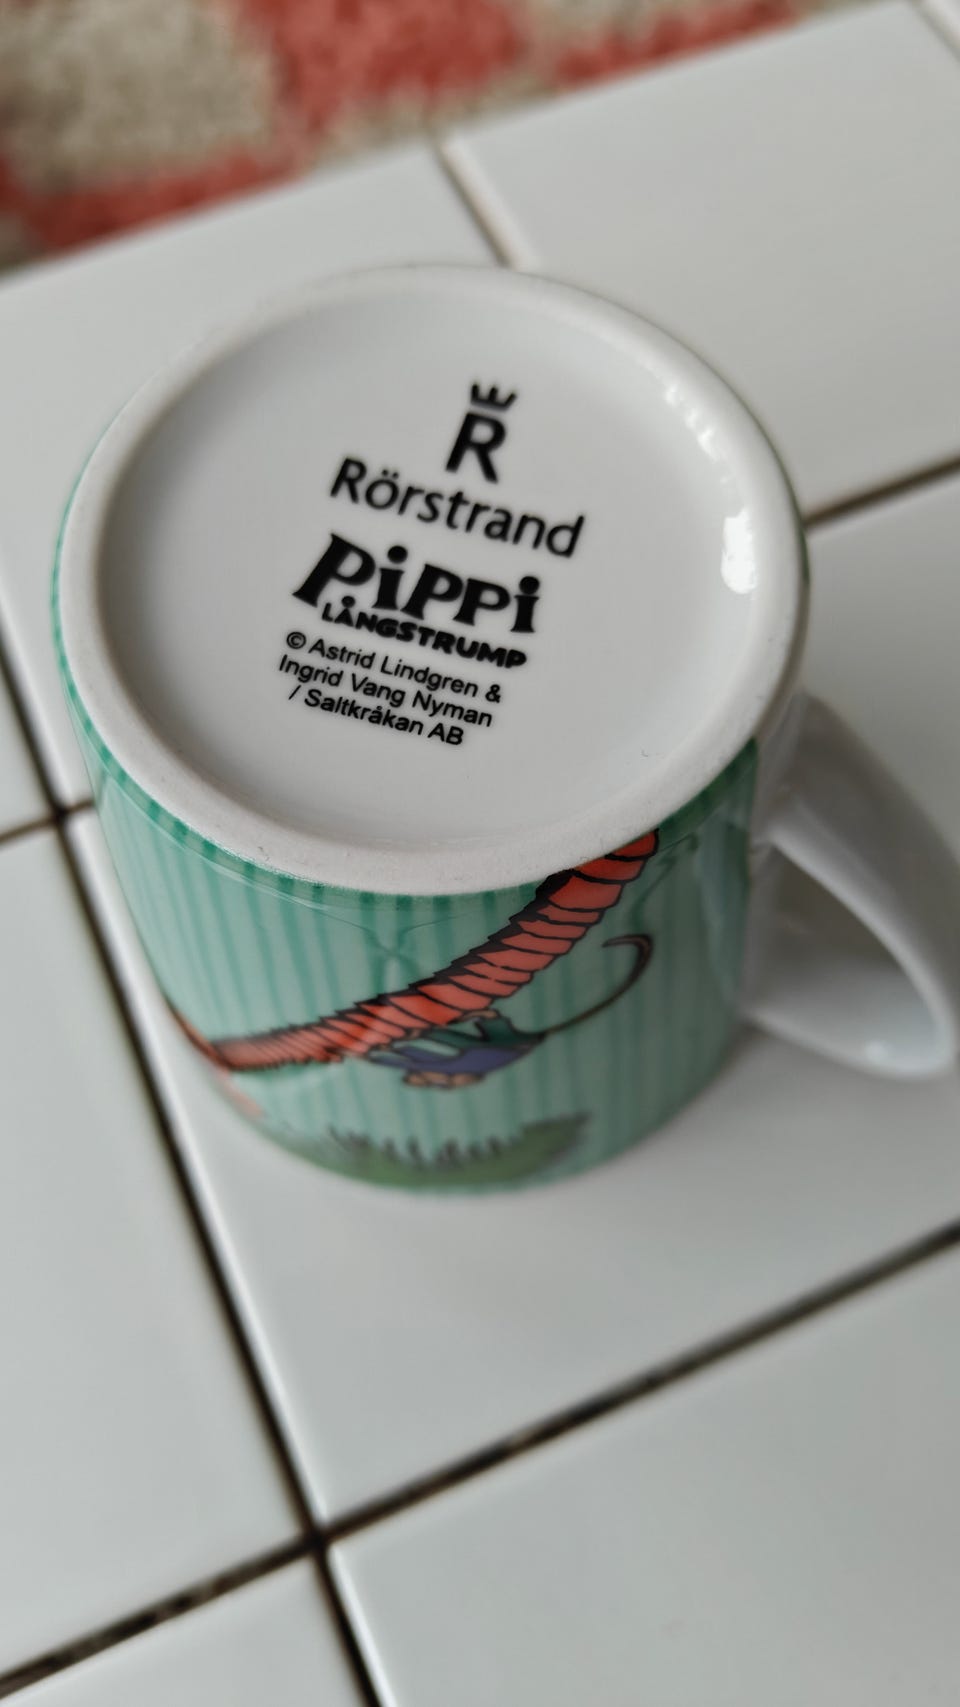 R
Rörstrand
PiPPi
LÅNGSTRUMP
© Astrid Lindgren &
Ingrid Vang Nyman
/ Saltkråkan AB